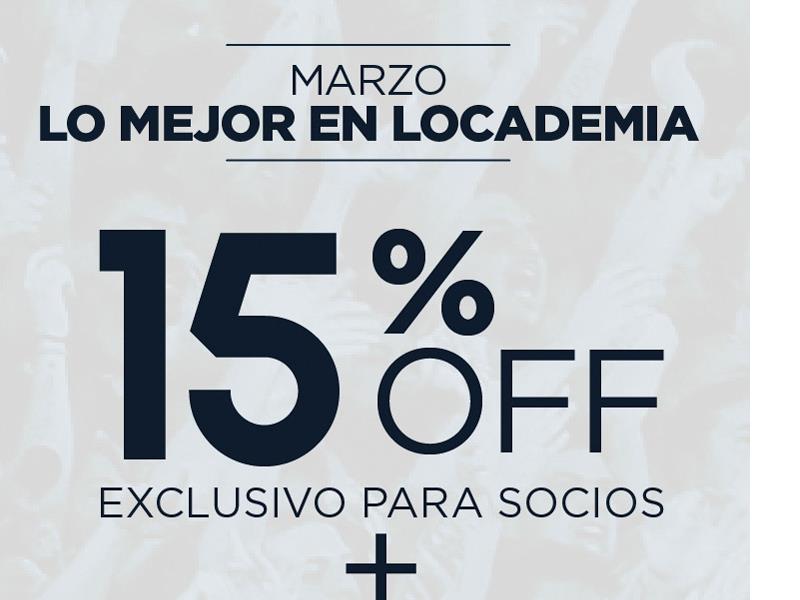 MARZO
LO MEJOR EN LOCADEMIA
15%
OFF
EXCLUSIVO PARA SOCIOS
+